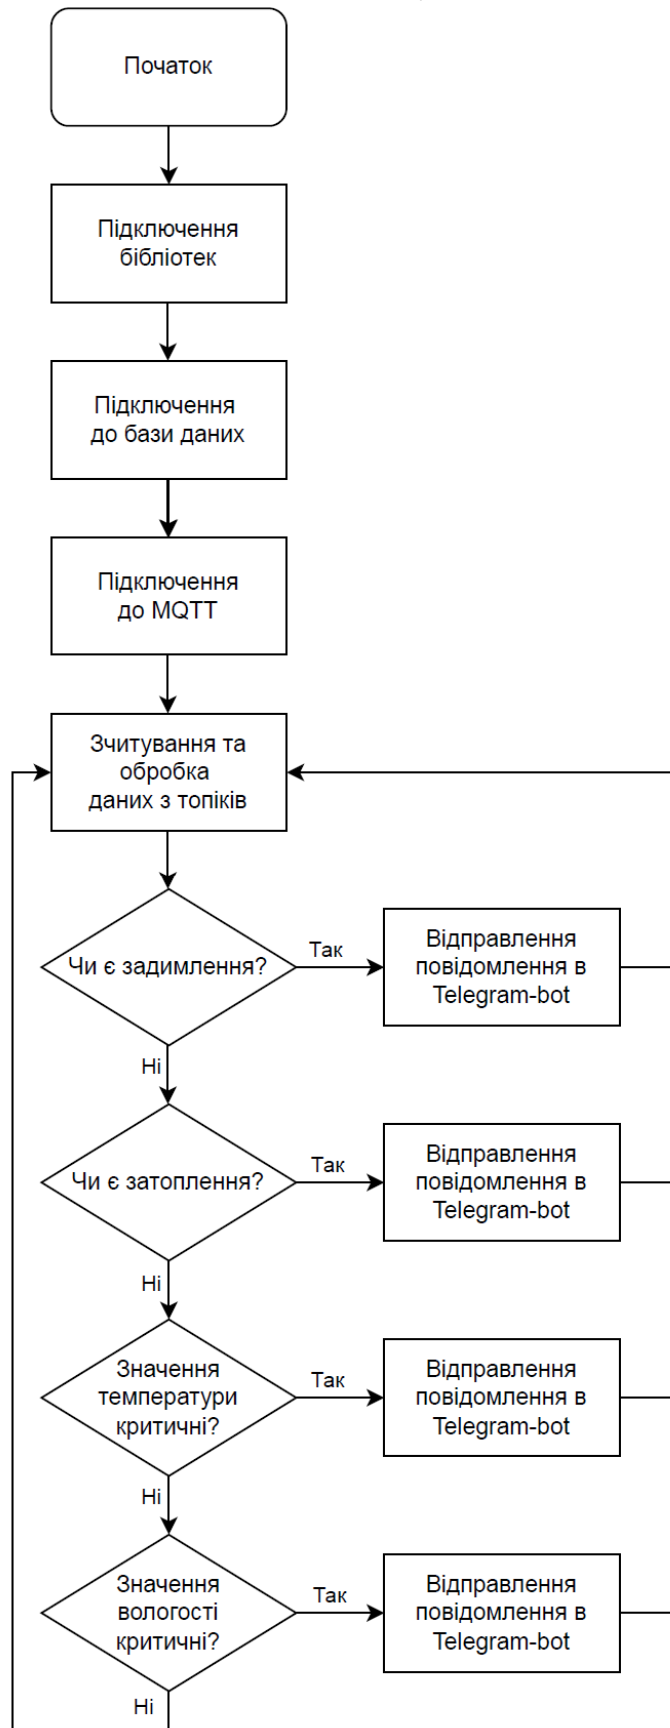 Початок
Підключення
бібліотек
Підключення
до бази даних
Підключення
до MQTT
Зчитування та
обробка
даних з топіків
Чи є задимлення?
Так
Відправлення
повідомлення в
Telegram-bot
Ні
Чи є затоплення?
Так
Відправлення
повідомлення в
Telegram-bot
Ні
Значення
температури
критичні?
Так
Відправлення
повідомлення в
Telegram-bot
Ні
Значення
вологості
критичні?
Так
Відправлення
повідомлення в
Telegram-bot
Ні